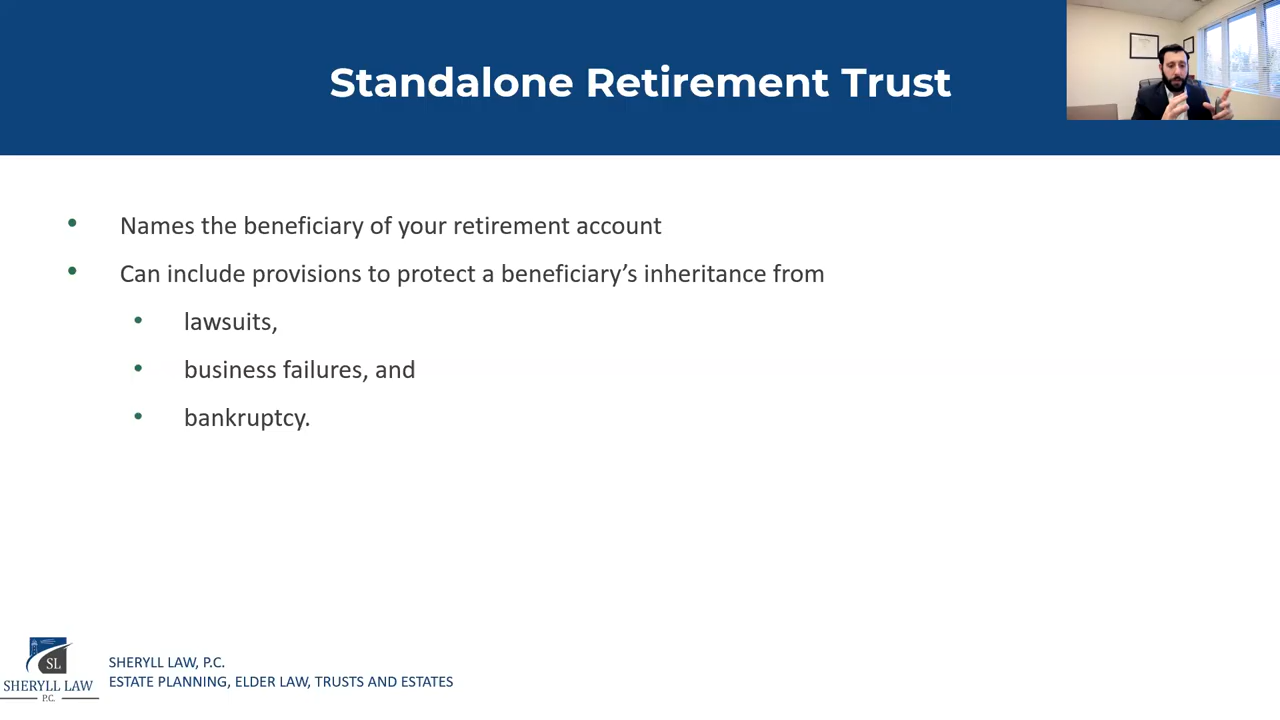 Standalone Retirement Trust
• Names the beneficiary of your retirement account
• Can include provisions to protect a beneficiary’s inheritance from
• lawsuits,
• business failures, and
• bankruptcy.
SL
SHERYLL LAW
P.C.
SHERYLL LAW, P.C.
ESTATE PLANNING, ELDER LAW, TRUSTS AND ESTATES